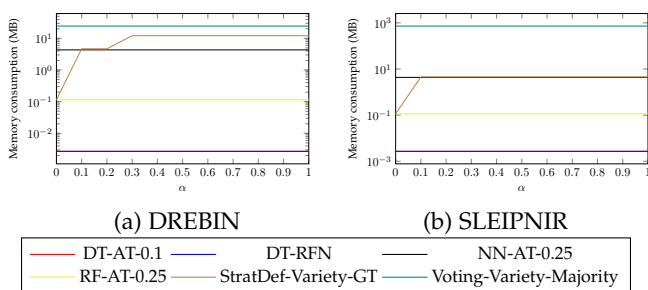 Memory consumption (MB)
10^1
10^0
10^−1
10^−2
0 0.1 0.2 0.3 0.4 0.5 0.6 0.7 0.8 0.9 1
α
(a) DREBIN
Memory consumption (MB)
10^3
10^1
10^−1
10^−3
0 0.1 0.2 0.3 0.4 0.5 0.6 0.7 0.8 0.9 1
α
(b) SLEIPNIR
DT-AT-0.1 DT-RFN NN-AT-0.25
RF-AT-0.25 StratDef-Variety-GT Voting-Variety-Majority